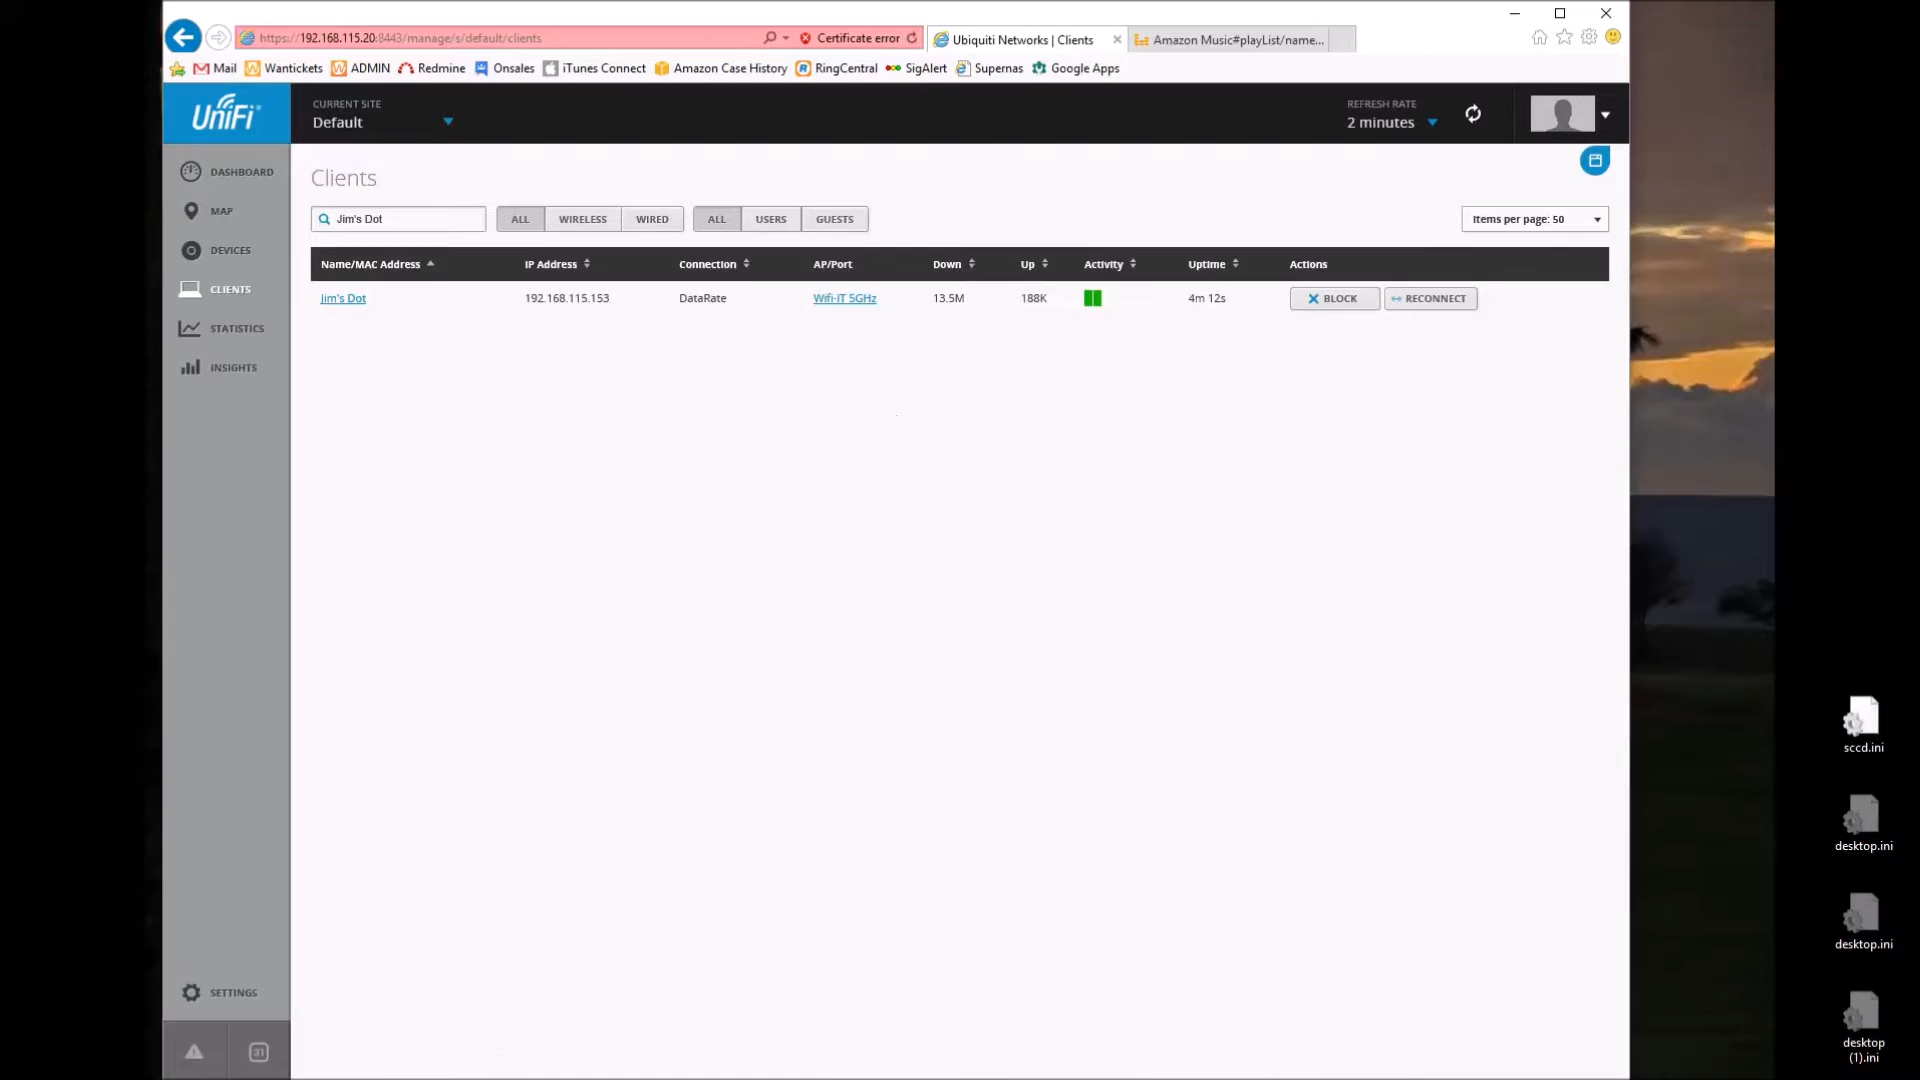 https://192.168.115.20:8443/manage/s/default/clients Certificate error Ubiquiti Networks | Clients Amazon Music#playList/name...
Mail Wantickets ADMIN Redmine Onsales iTunes Connect Amazon Case History RingCentral SigAlert Supernas Google Apps
UniFi
CURRENT SITE
Default
REFRESH RATE
2 minutes
DASHBOARD
MAP
DEVICES
CLIENTS
STATISTICS
INSIGHTS
SETTINGS
31
Clients
Jim's Dot ALL WIRELESS WIRED ALL USERS GUESTS Items per page: 50
Name/MAC Address IP Address Connection AP/Port Down Up Activity Uptime Actions
Jim's Dot 192.168.115.153 DataRate Wifi-IT 5GHz 13.5M 188K 4m 12s BLOCK RECONNECT
sccd.ini
desktop.ini
desktop.ini
desktop
(1).ini